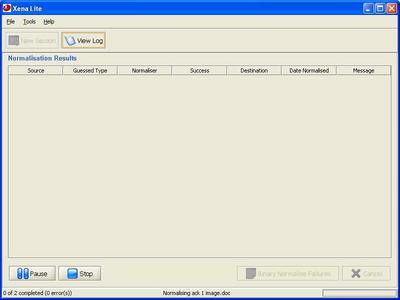 Xena Lite
File Tools Help
New Session View Log
Normalisation Results
Source Guessed Type Normaliser Success Destination Date Normalised Message
Pause Stop Binary Normalise Failures Cancel
0 of 2 completed (0 error(s)) Normalising ack 1 image.doc